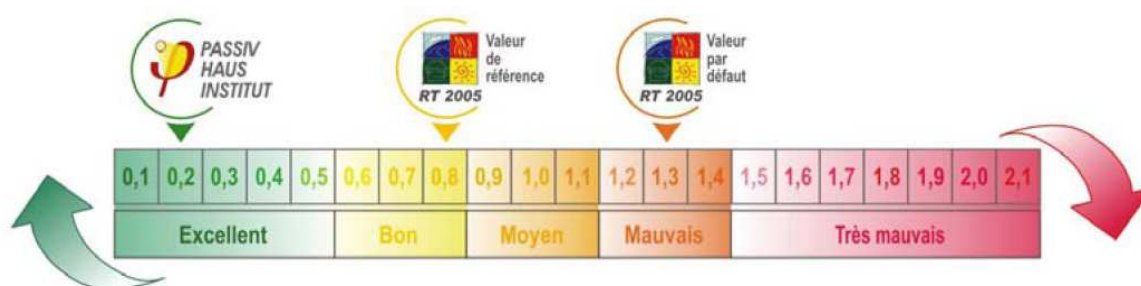 PASSIV
HAUS
INSTITUT
Valeur
de
référence
RT 2005
Valeur
par
défaut
RT 2005
0,1 0,2 0,3 0,4 0,5 0,6 0,7 0,8 0,9 1,0 1,1 1,2 1,3 1,4 1,5 1,6 1,7 1,8 1,9 2,0 2,1
Excellent Bon Moyen Mauvais Très mauvais